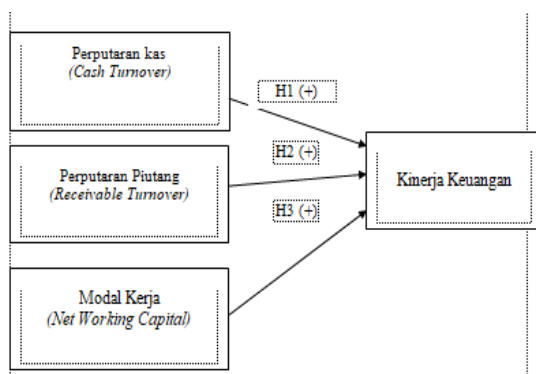 Perputaran kas
(Cash Turnover)
H1 (+)
Perputaran Piutang
(Receivable Turnover)
H2 (+)
Kinerja Keuangan
H3 (+)
Modal Kerja
(Net Working Capital)